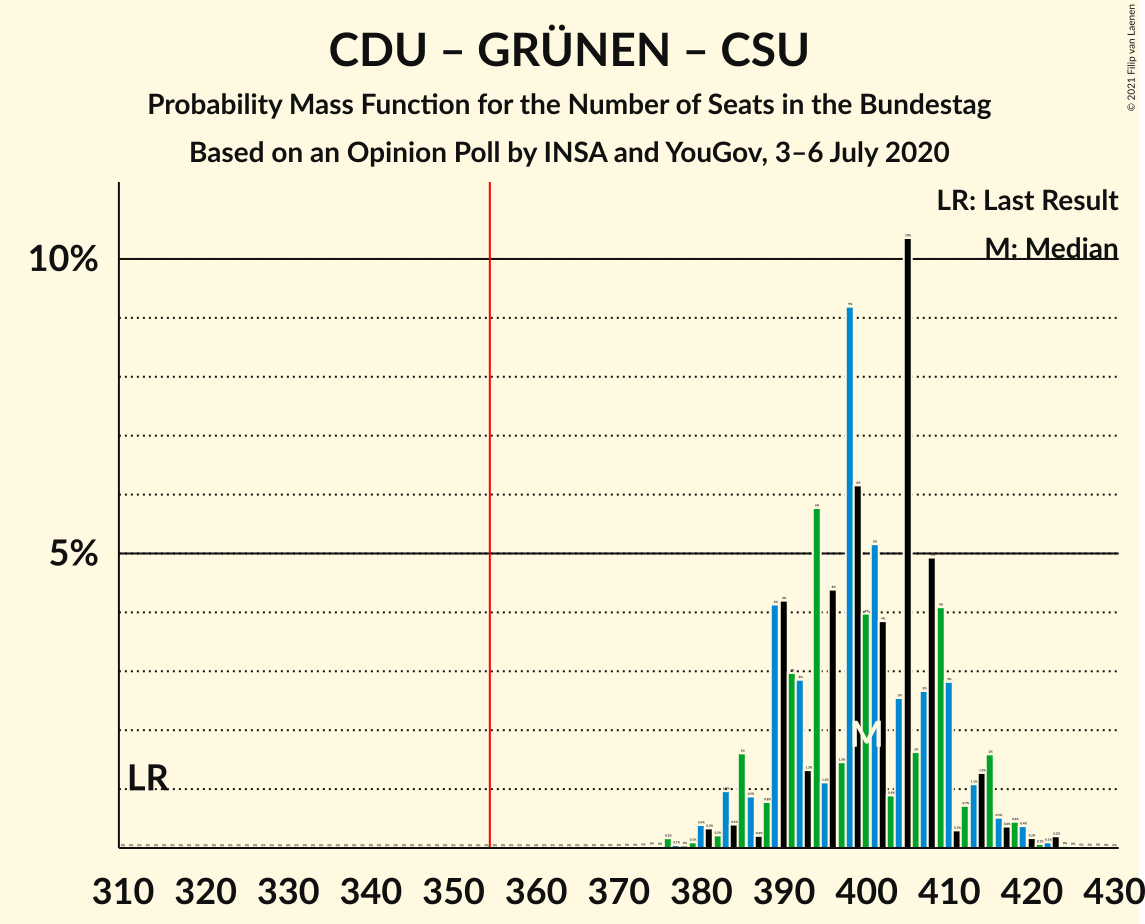 CDU – GRÜNEN – CSU
Probability Mass Function for the Number of Seats in the Bundestag
Based on an Opinion Poll by INSA and YouGov, 3–6 July 2020
© 2021 Filip van Laenen
LR: Last Result
M: Median
10%
5%
LR
M
310 320 330 340 350 360 370 380 390 400 410 420 430